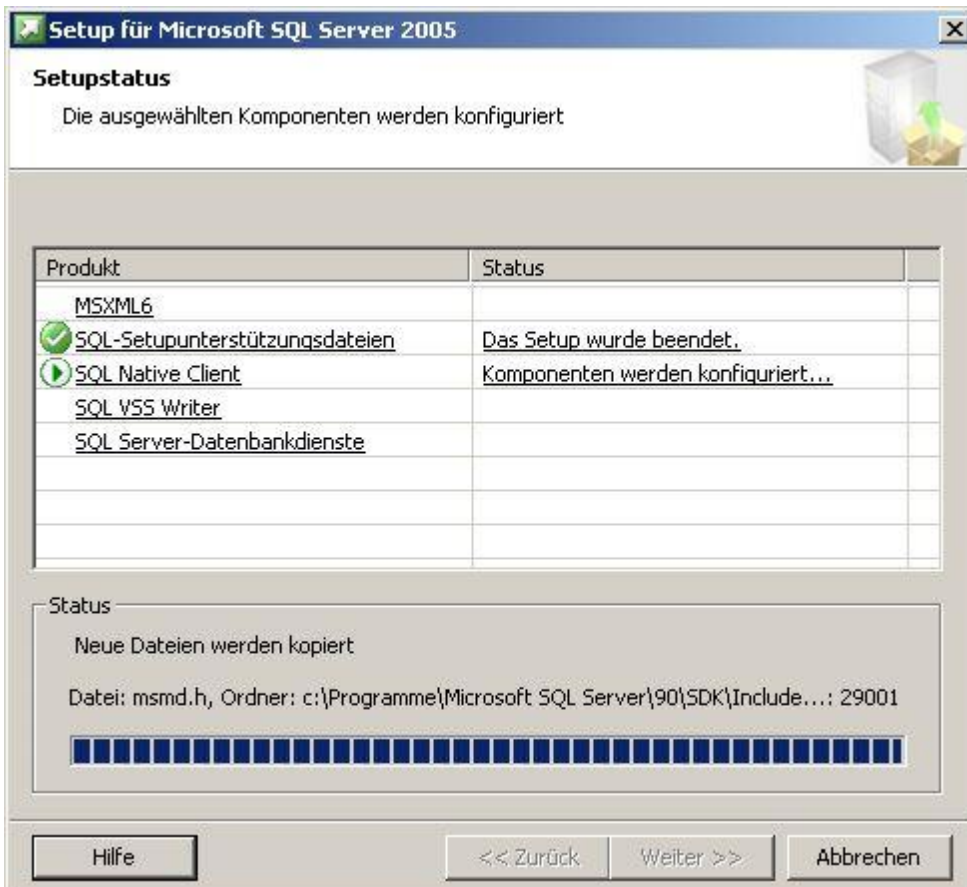 Setup für Microsoft SQL Server 2005
Setupstatus
Die ausgewählten Komponenten werden konfiguriert
Produkt Status
MSXML6
SQL-Setupunterstützungsdateien Das Setup wurde beendet.
SQL Native Client Komponenten werden konfiguriert...
SQL VSS Writer
SQL Server-Datenbankdienste
Status
Neue Dateien werden kopiert
Datei: msmd.h, Ordner: c:\Programme\Microsoft SQL Server\90\SDK\Include...: 29001
Hilfe << Zurück Weiter >> Abbrechen